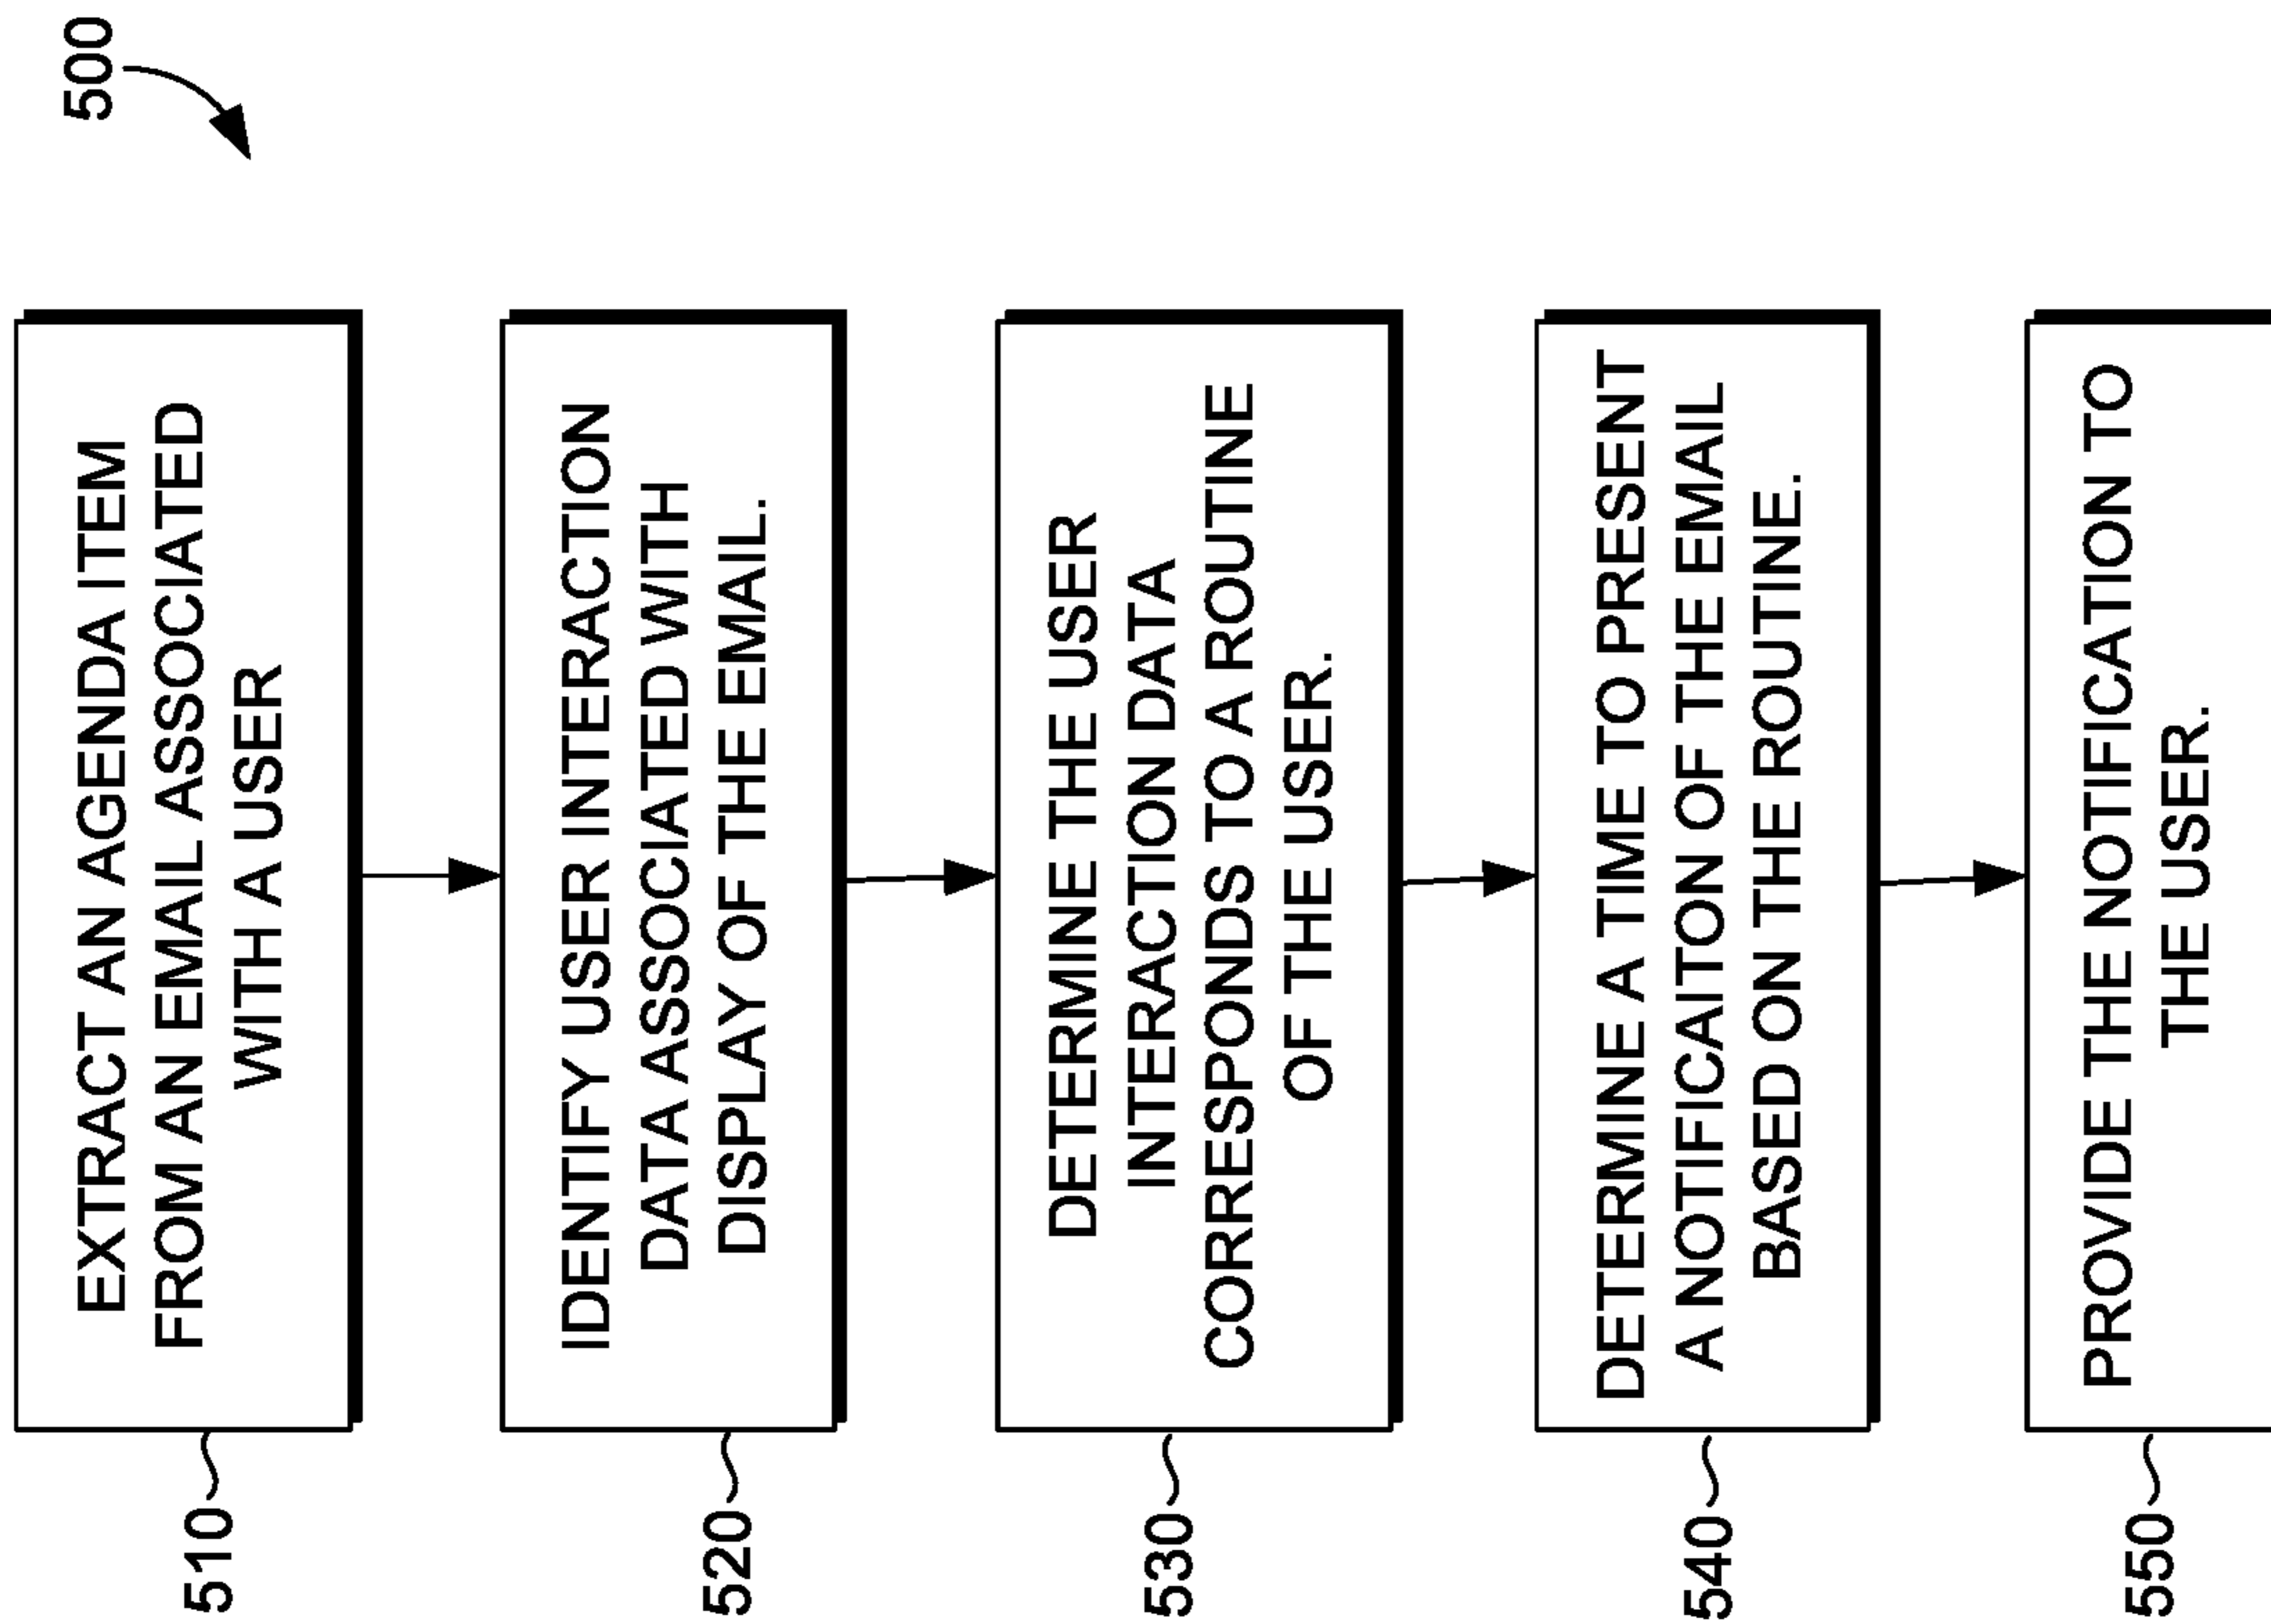 500
510
EXTRACT AN AGENDA ITEM
FROM AN EMAIL ASSOCIATED
WITH A USER
520
IDENTIFY USER INTERACTION
DATA ASSOCIATED WITH
DISPLAY OF THE EMAIL.
530
DETERMINE THE USER
INTERACTION DATA
CORRESPONDS TO A ROUTINE
OF THE USER.
540
DETERMINE A TIME TO PRESENT
A NOTIFICAITON OF THE EMAIL
BASED ON THE ROUTINE.
550
PROVIDE THE NOTIFICATION TO
THE USER.